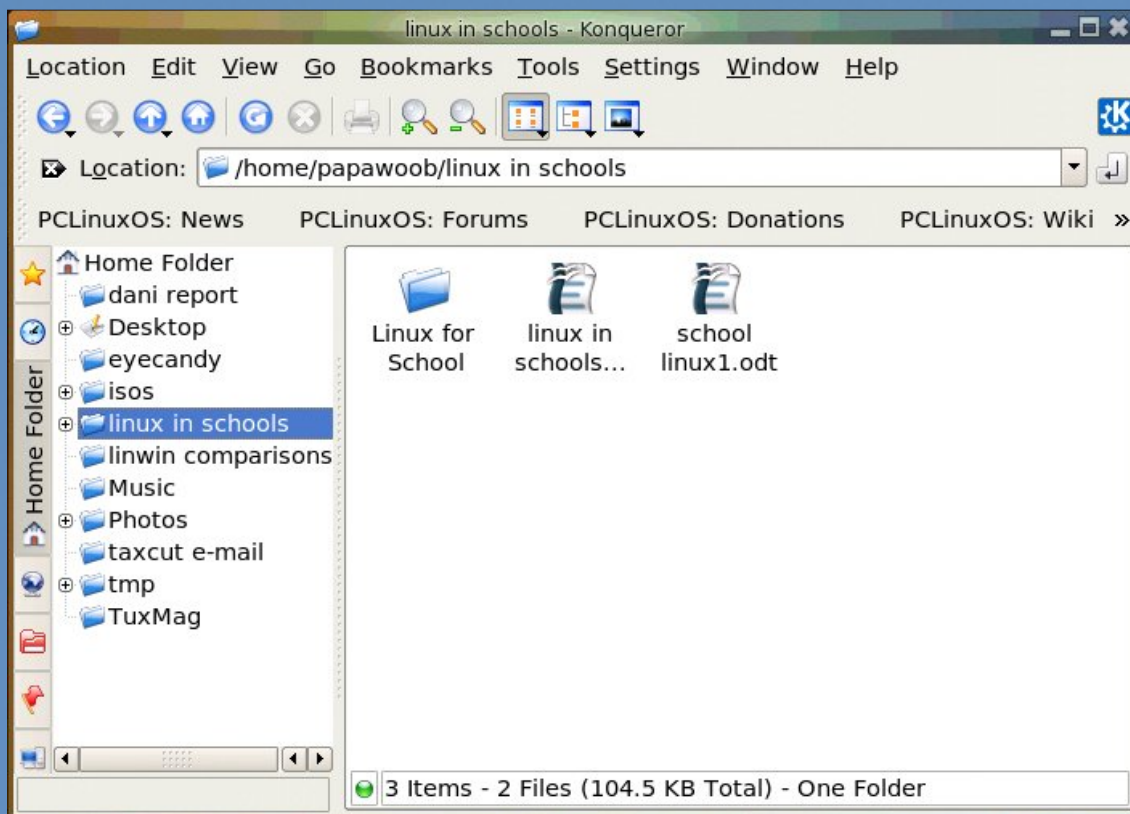 linux in schools - Konqueror
Location Edit View Go Bookmarks Tools Settings Window Help
Location: /home/papawoob/linux in schools
PCLinuxOS: News PCLinuxOS: Forums PCLinuxOS: Donations PCLinuxOS: Wiki »
Home Folder
Home Folder
dani report
Desktop
eyecandy
isos
linux in schools
linwin comparisons
Music
Photos
taxcut e-mail
tmp
TuxMag
Linux for
School
linux in
schools...
school
linux1.odt
3 Items - 2 Files (104.5 KB Total) - One Folder